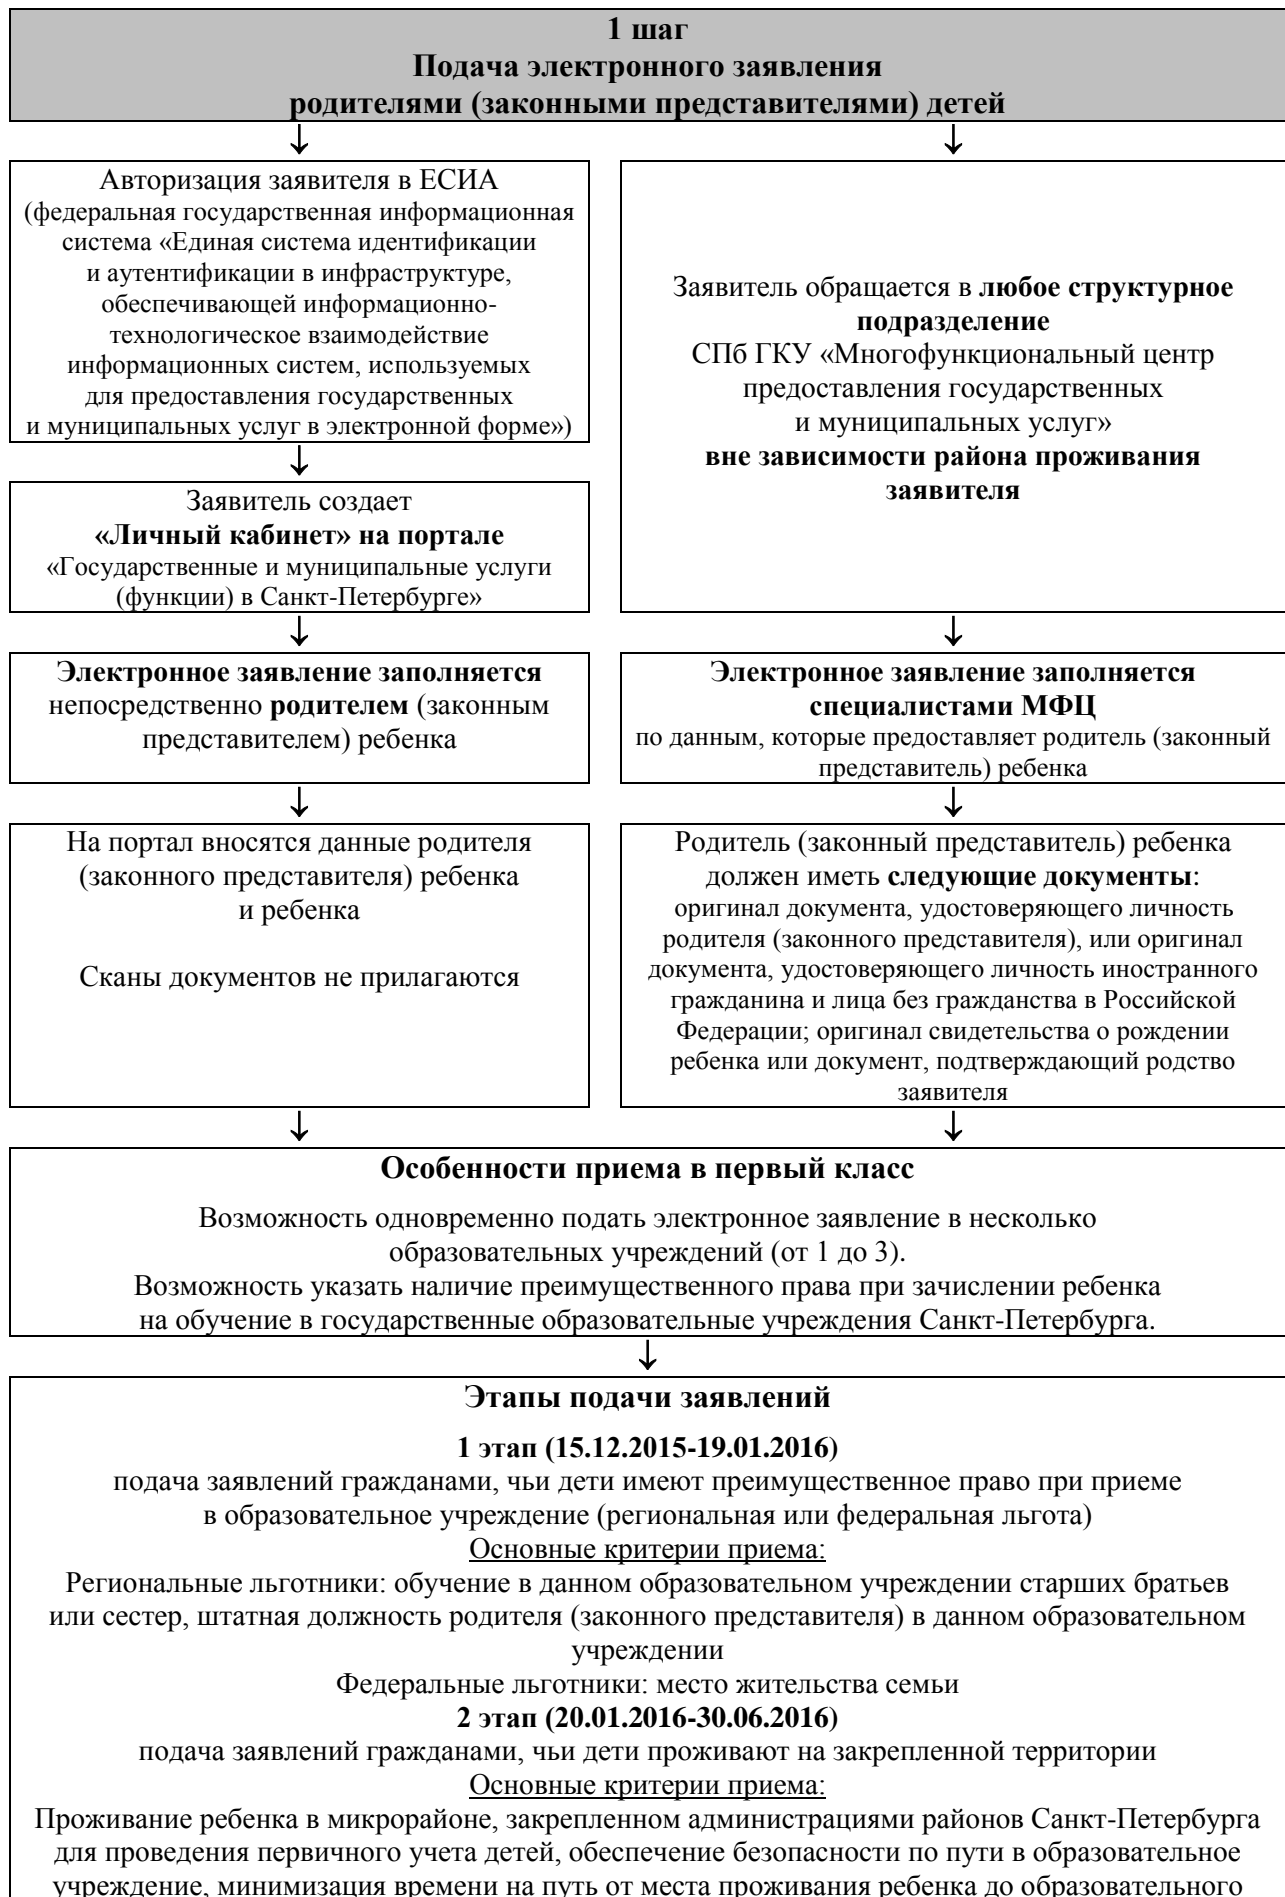 1 шаг
Подача электронного заявления
родителями (законными представителями) детей
↓
↓
Авторизация заявителя в ЕСИА
(федеральная государственная информационная
система «Единая система идентификации
и аутентификации в инфраструктуре,
обеспечивающей информационно-
технологическое взаимодействие
информационных систем, используемых
для предоставления государственных
и муниципальных услуг в электронной форме»)
↓
Заявитель создает
«Личный кабинет» на портале
«Государственные и муниципальные услуги
(функции) в Санкт-Петербурге»
↓
Электронное заявление заполняется
непосредственно родителем (законным
представителем) ребенка
↓
На портал вносятся данные родителя
(законного представителя) ребенка
и ребенка
Сканы документов не прилагаются
↓
Заявитель обращается в любое структурное
подразделение
СПб ГКУ «Многофункциональный центр
предоставления государственных
и муниципальных услуг»
вне зависимости района проживания
заявителя
↓
Электронное заявление заполняется
специалистами МФЦ
по данным, которые предоставляет родитель (законный
представитель) ребенка
↓
Родитель (законный представитель) ребенка
должен иметь следующие документы:
оригинал документа, удостоверяющего личность
родителя (законного представителя), или оригинал
документа, удостоверяющего личность иностранного
гражданина и лица без гражданства в Российской
Федерации; оригинал свидетельства о рождении
ребенка или документ, подтверждающий родство
заявителя
↓
Особенности приема в первый класс
Возможность одновременно подать электронное заявление в несколько
образовательных учреждений (от 1 до 3).
Возможность указать наличие преимущественного права при зачислении ребенка
на обучение в государственные образовательные учреждения Санкт-Петербурга.
↓
Этапы подачи заявлений
1 этап (15.12.2015-19.01.2016)
подача заявлений гражданами, чьи дети имеют преимущественное право при приеме
в образовательное учреждение (региональная или федеральная льгота)
Основные критерии приема:
Региональные льготники: обучение в данном образовательном учреждении старших братьев
или сестер, штатная должность родителя (законного представителя) в данном образовательном
учреждении
Федеральные льготники: место жительства семьи
2 этап (20.01.2016-30.06.2016)
подача заявлений гражданами, чьи дети проживают на закрепленной территории
Основные критерии приема:
Проживание ребенка в микрорайоне, закрепленном администрациями районов Санкт-Петербурга
для проведения первичного учета детей, обеспечение безопасности по пути в образовательное
учреждение, минимизация времени на путь от места проживания ребенка до образовательного